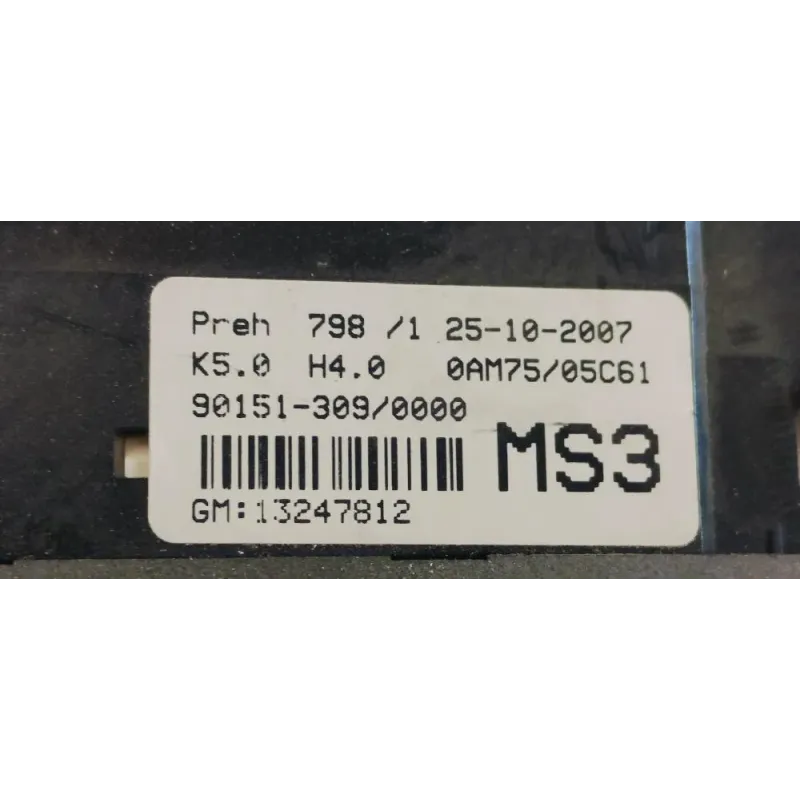 Preh 798 /1 25-10-2007
K5.0 H4.0 0AM75/05C61
90151-309/0000
MS3
GM:13247812